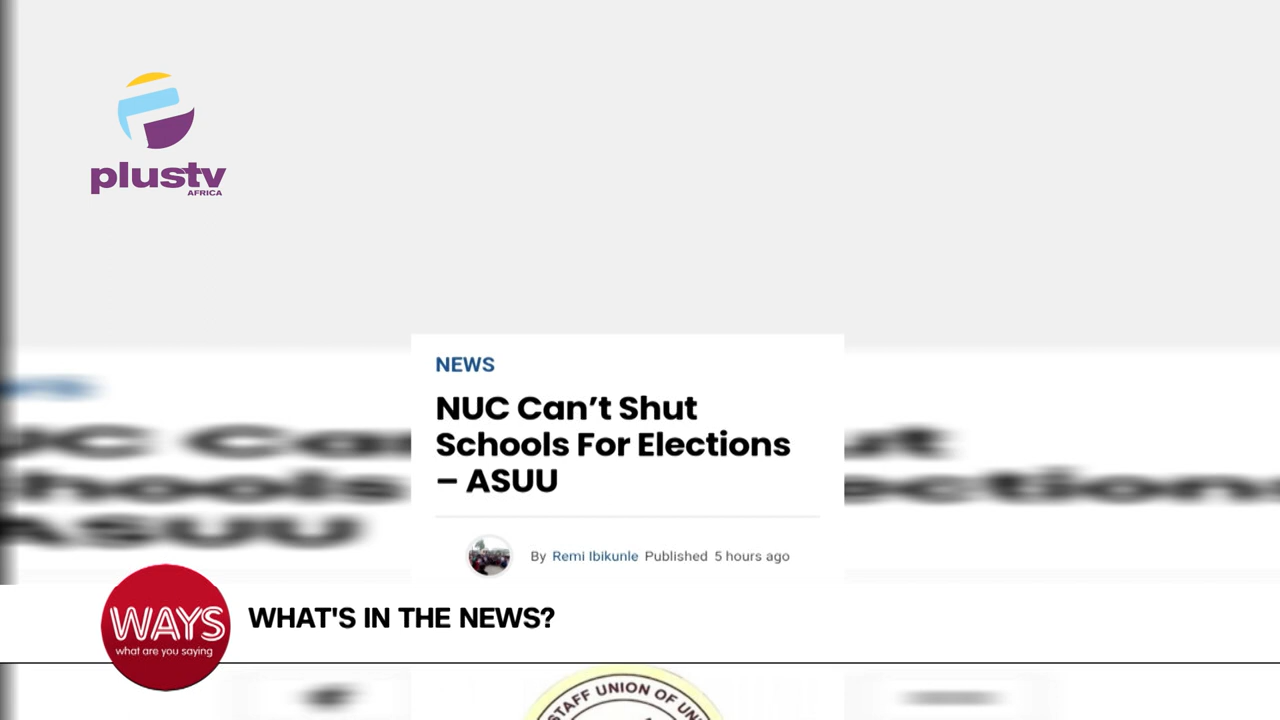 plustv
AFRICA
NEWS
NUC Can't Shut
Schools For Elections
– ASUU
By Remi Ibikunle Published 5 hours ago
WAYS
what are you saying
WHAT'S IN THE NEWS?
STAFF UNION OF